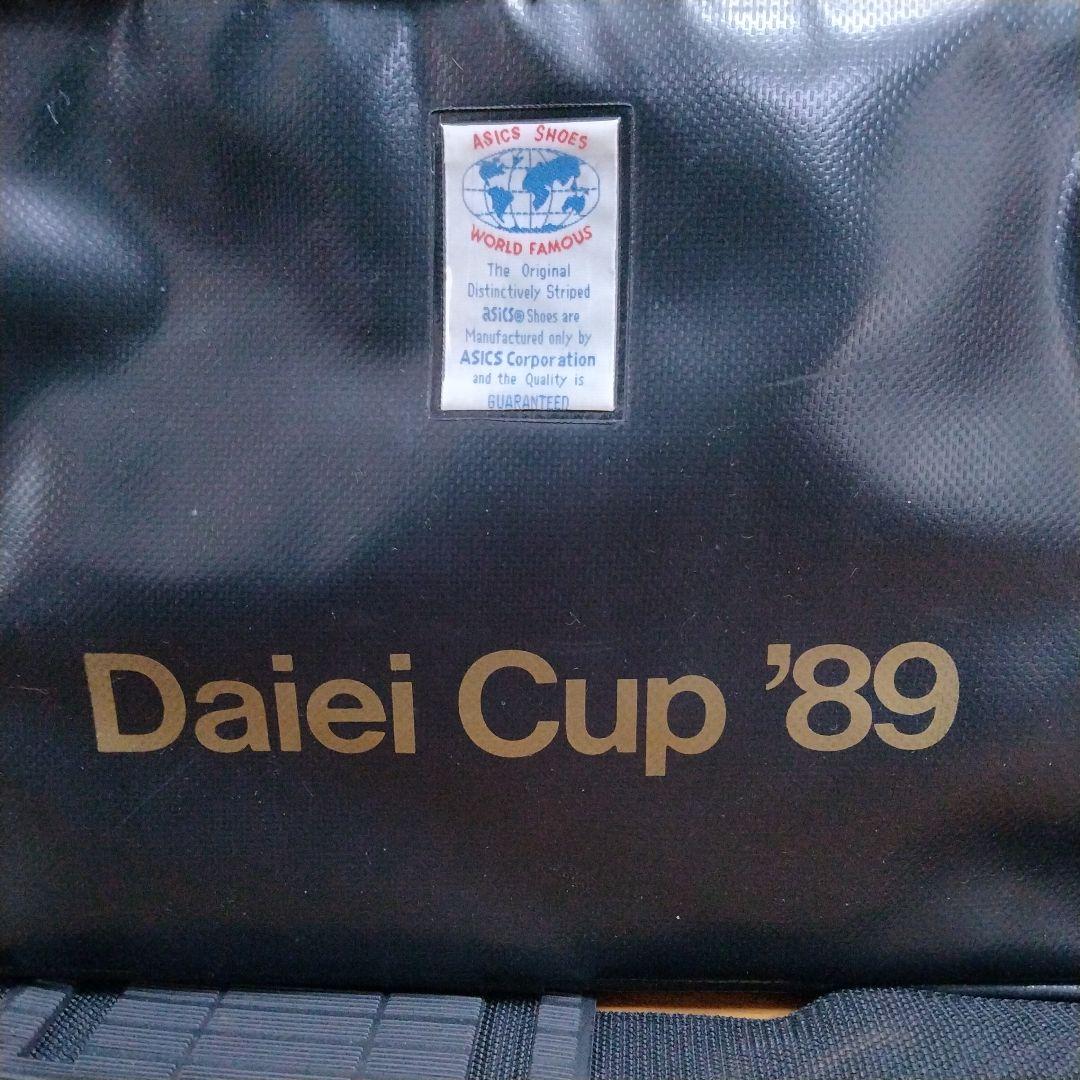 ASICS SHOES
WORLD FAMOUS
The Original
Distinctively Striped
asics® Shoes are
Manufactured only by
ASICS Corporation
and the Quality is
GUARANTEED
Daiei Cup ’89